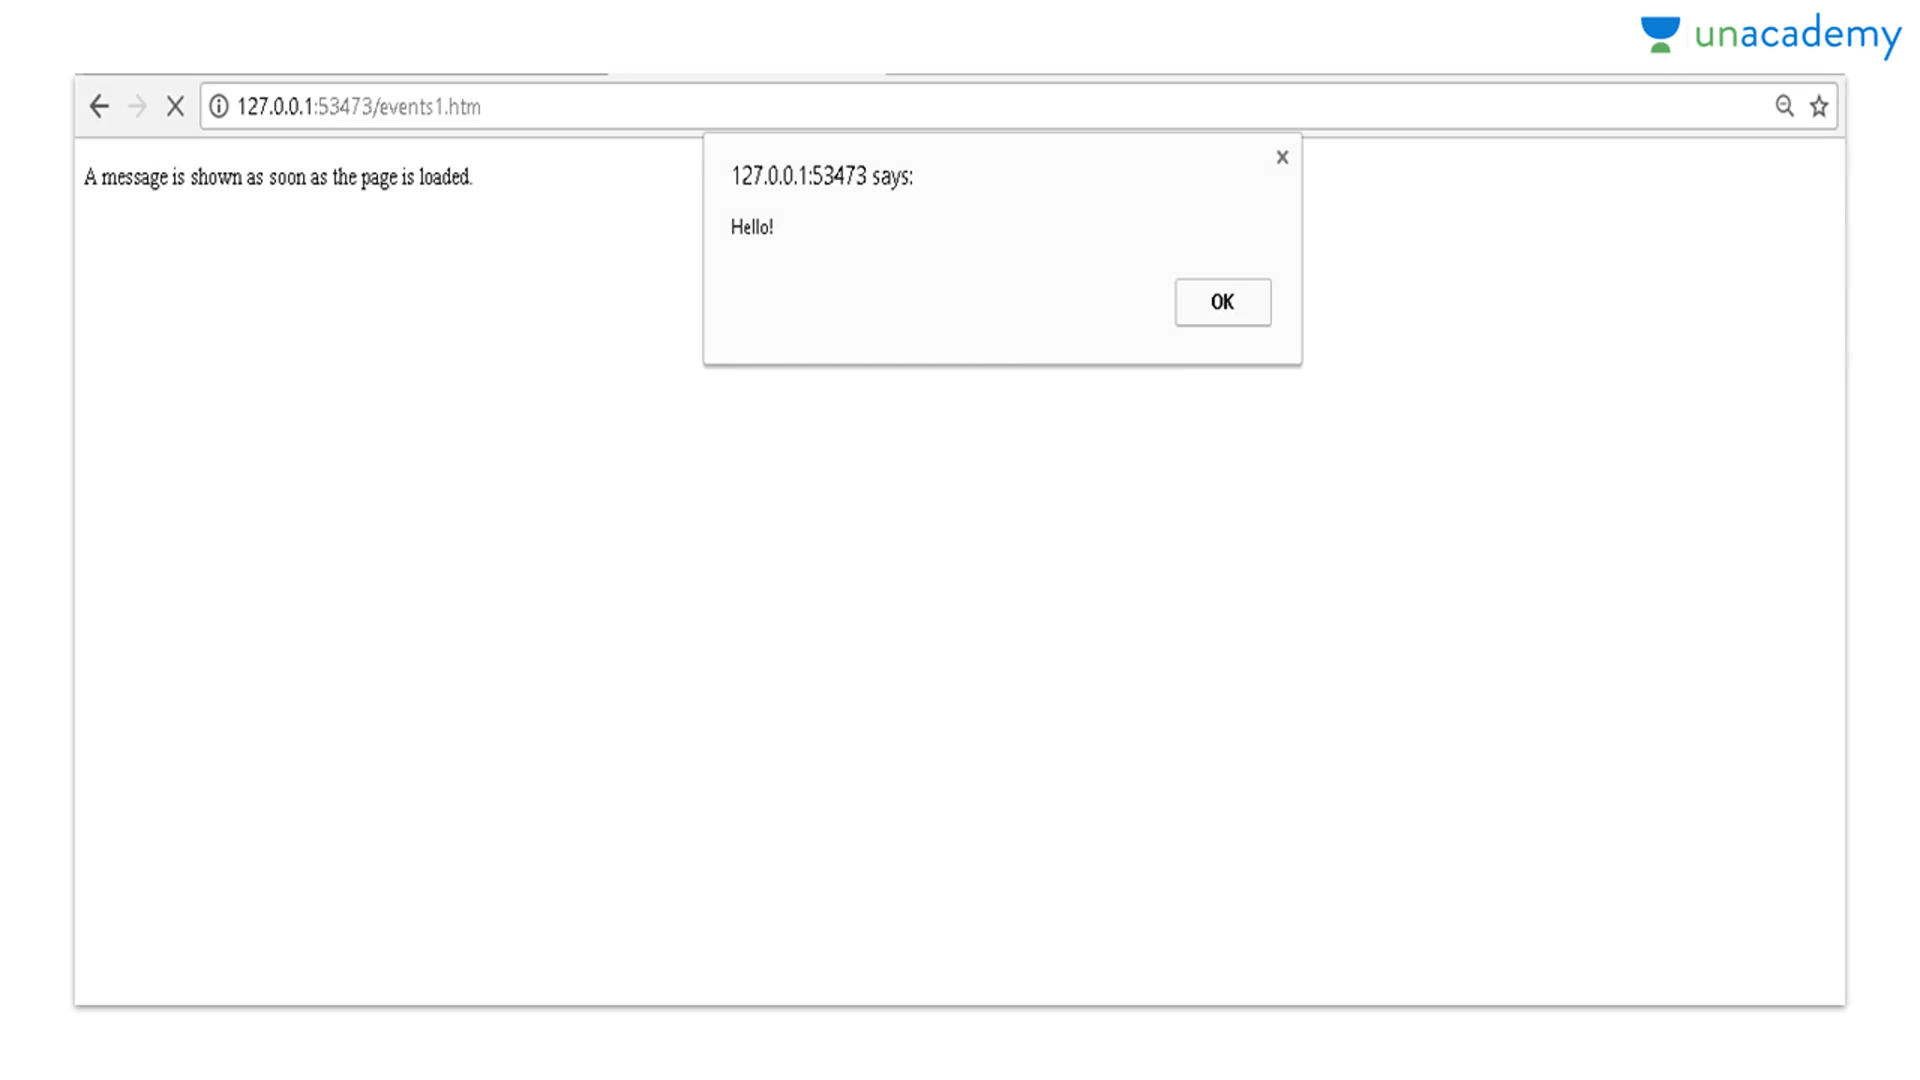 unacademy
127.0.0.1:53473/events1.htm
A message is shown as soon as the page is loaded.
127.0.0.1:53473 says:
Hello!
OK